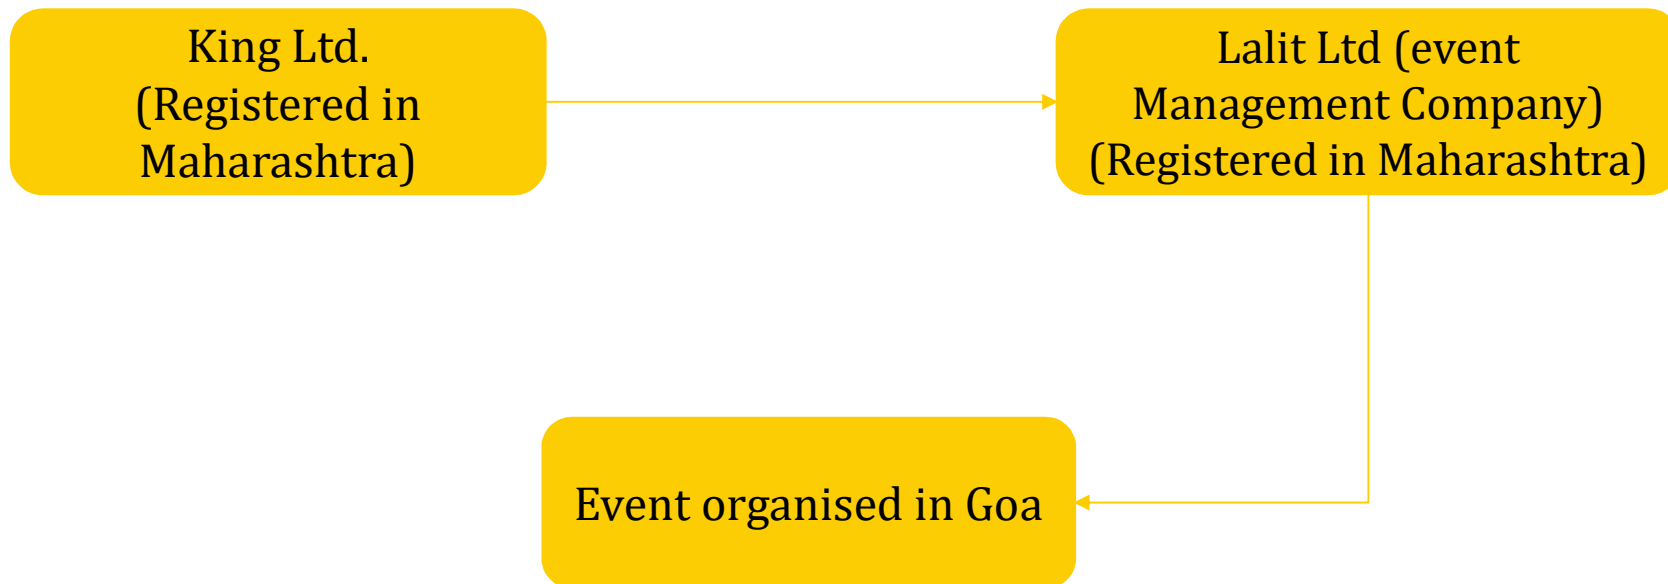 King Ltd.
(Registered in
Maharashtra)
Lalit Ltd (event
Management Company)
(Registered in Maharashtra)
Event organised in Goa